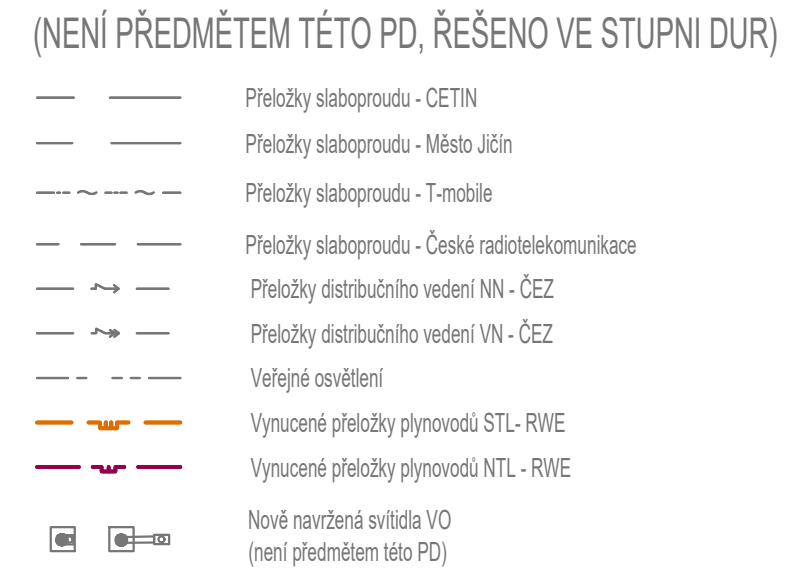 (NENÍ PŘEDMĚTEM TÉTO PD, ŘEŠENO VE STUPNI DUR)
Přeložky slaboproudu - CETIN
Přeložky slaboproudu - Město Jičín
Přeložky slaboproudu - T-mobile
Přeložky slaboproudu - České radiotelekomunikace
Přeložky distribučního vedení NN - ČEZ
Přeložky distribučního vedení VN - ČEZ
Veřejné osvětlení
Vynucené přeložky plynovodů STL- RWE
Vynucené přeložky plynovodů NTL - RWE
Nově navržená svítidla VO
(není předmětem této PD)